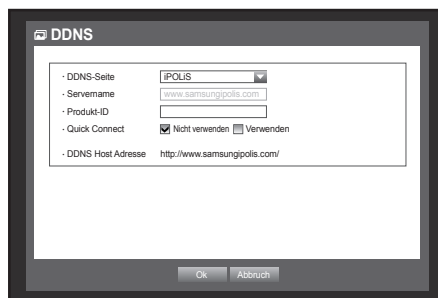 DDNS
· DDNS-Seite iPOLiS
· Servername www.samsungipolis.com
· Produkt-ID
· Quick Connect Nicht verwenden Verwenden
· DDNS Host Adresse http://www.samsungipolis.com/
Ok Abbruch